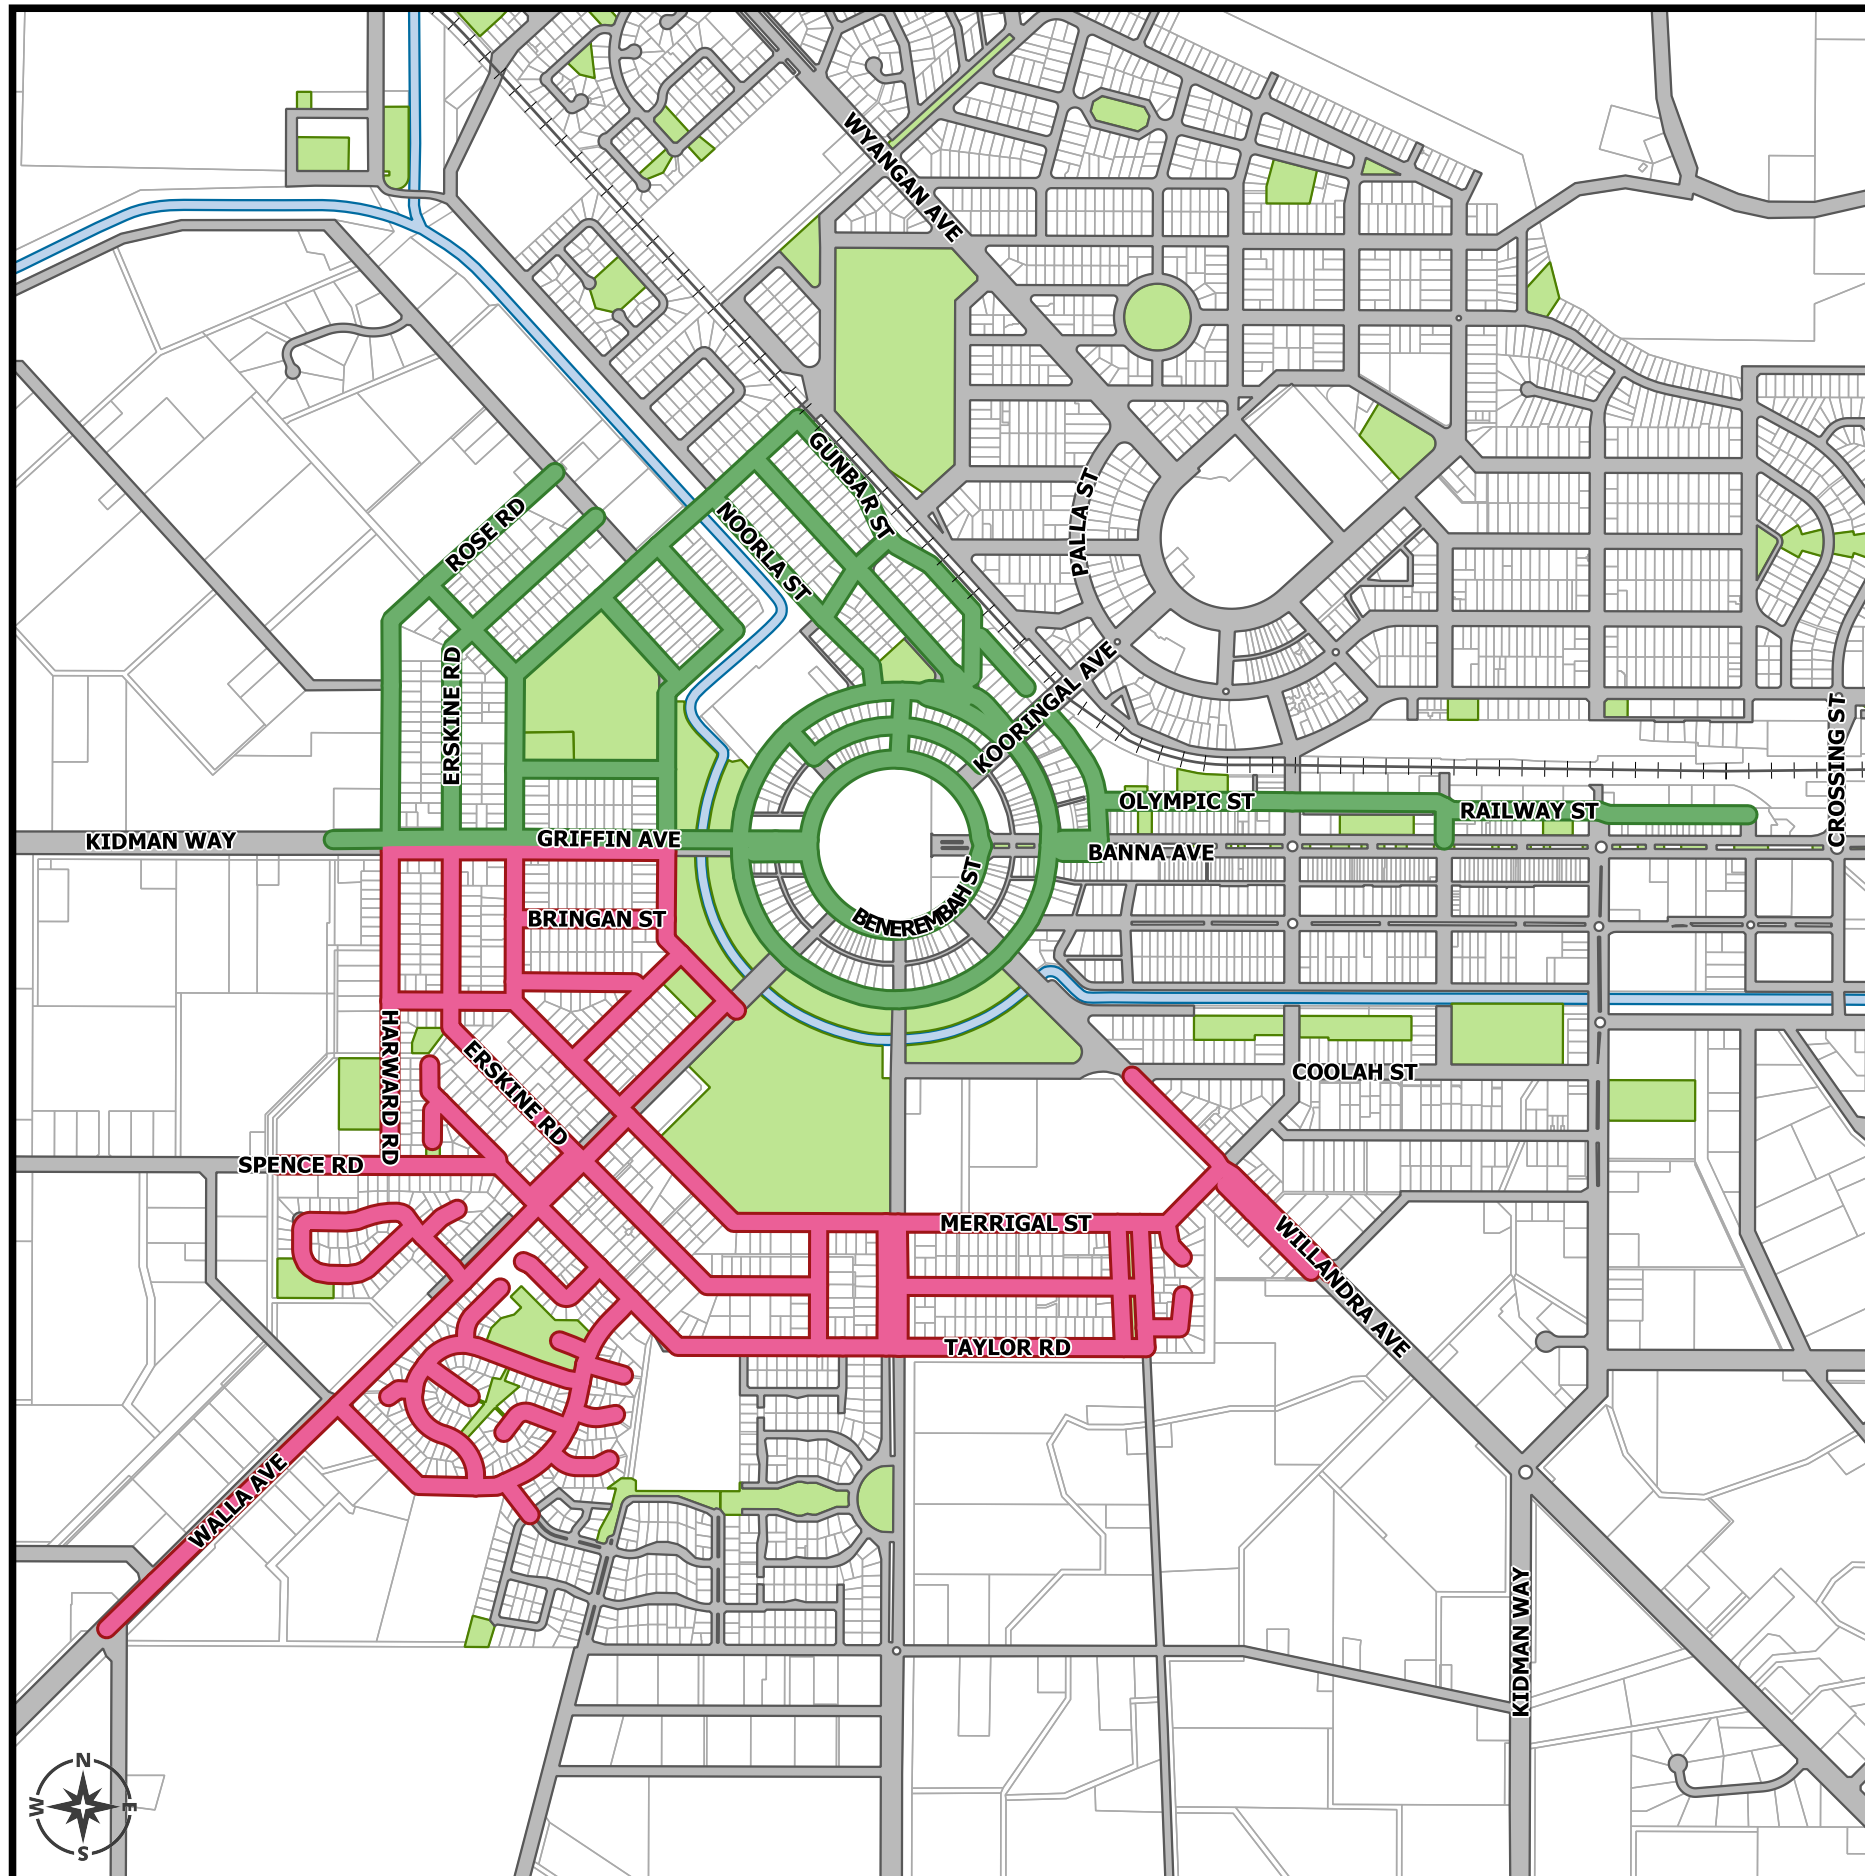 WYANGAN AVE
GUNBAR ST
PALLA ST
ROSE RD
NOORLA ST
ERSKINE RD
KOORINGAL AVE
CROSSING ST
OLYMPIC ST
RAILWAY ST
KIDMAN WAY
GRIFFIN AVE
BANNA AVE
BENEREMBAH ST
BRINGAN ST
HARWARD RD
ERSKINE RD
COOLAH ST
SPENCE RD
MERRIGAL ST
WILLANDRA AVE
TAYLOR RD
WALLA AVE
KIDMAN WAY
N
W
E
S